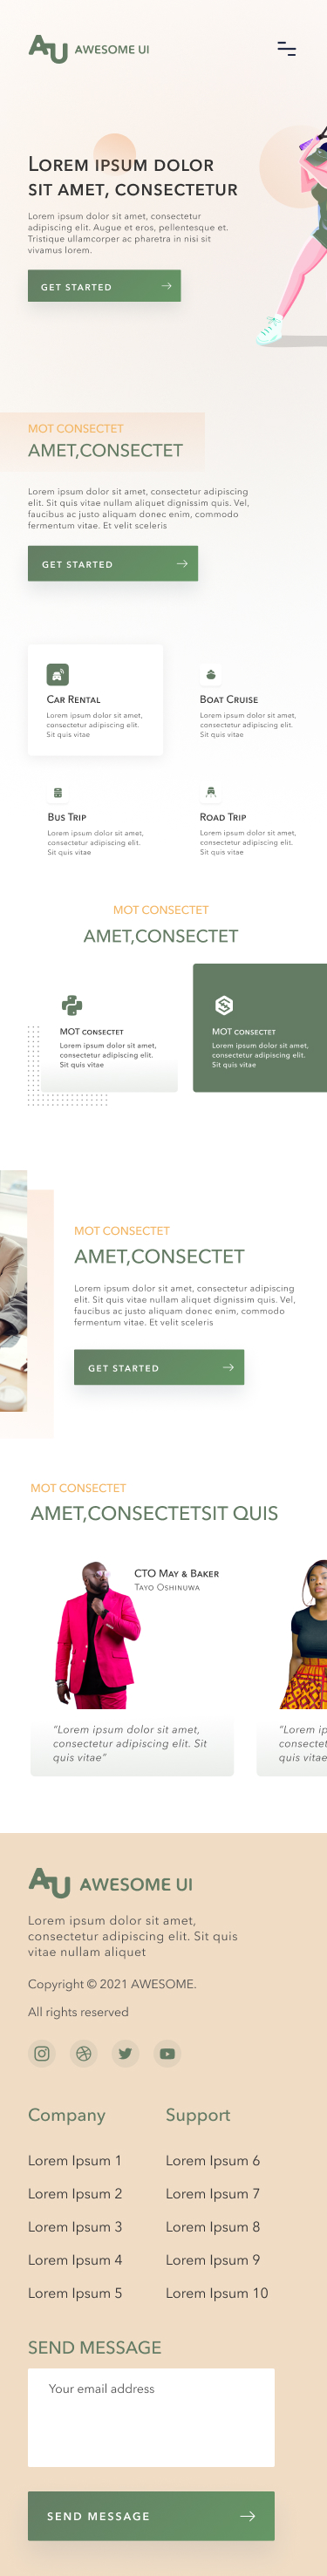 AU AWESOME UI
LOREM IPSUM DOLOR
SIT AMET, CONSECTETUR
Lorem ipsum dolor sit amet, consectetur
adipiscing elit. Augue et eros, pellentesque et.
Tristique ullamcorper ac pharetra in nisi sit
vivamus lorem.
GET STARTED
MOT CONSECTET
AMET,CONSECTET
Lorem ipsum dolor sit amet, consectetur adipiscing
elit. Sit quis vitae nullam aliquet dignissim quis. Vel,
faucibus ac justo aliquam donec enim, commodo
fermentum vitae. Et velit sceleris
GET STARTED
CAR RENTAL
Lorem ipsum dolor sit amet,
consectetur adipiscing elit.
Sit quis vitae
BOAT CRUISE
Lorem ipsum dolor sit amet,
consectetur adipiscing elit.
Sit quis vitae
BUS TRIP
Lorem ipsum dolor sit amet,
consectetur adipiscing elit.
Sit quis vitae
ROAD TRIP
Lorem ipsum dolor sit amet,
consectetur adipiscing elit.
Sit quis vitae
MOT CONSECTET
AMET,CONSECTET
MOT CONSECTET
Lorem ipsum dolor sit amet,
consectetur adipiscing elit.
Sit quis vitae
MOT CONSECTET
Lorem ipsum dolor sit amet,
consectetur adipiscing elit.
Sit quis vitae
MOT CONSECTET
AMET,CONSECTET
Lorem ipsum dolor sit amet, consectetur adipiscing
elit. Sit quis vitae nullam aliquet dignissim quis. Vel,
faucibus ac justo aliquam donec enim, commodo
fermentum vitae. Et velit sceleris
GET STARTED
MOT CONSECTET
AMET,CONSECTETSIT QUIS
CTO MAY & BAKER
TAYO OSHINUWA
"Lorem ipsum dolor sit amet,
consectetur adipiscing elit. Sit
quis vitae"
"Lorem ip
consectet
quis vitae
AU AWESOME UI
Lorem ipsum dolor sit amet,
consectetur adipiscing elit. Sit quis
vitae nullam aliquet
Copyright © 2021 AWESOME.
All rights reserved
Company
Lorem Ipsum 1
Lorem Ipsum 2
Lorem Ipsum 3
Lorem Ipsum 4
Lorem Ipsum 5
Support
Lorem Ipsum 6
Lorem Ipsum 7
Lorem Ipsum 8
Lorem Ipsum 9
Lorem Ipsum 10
SEND MESSAGE
Your email address
SEND MESSAGE